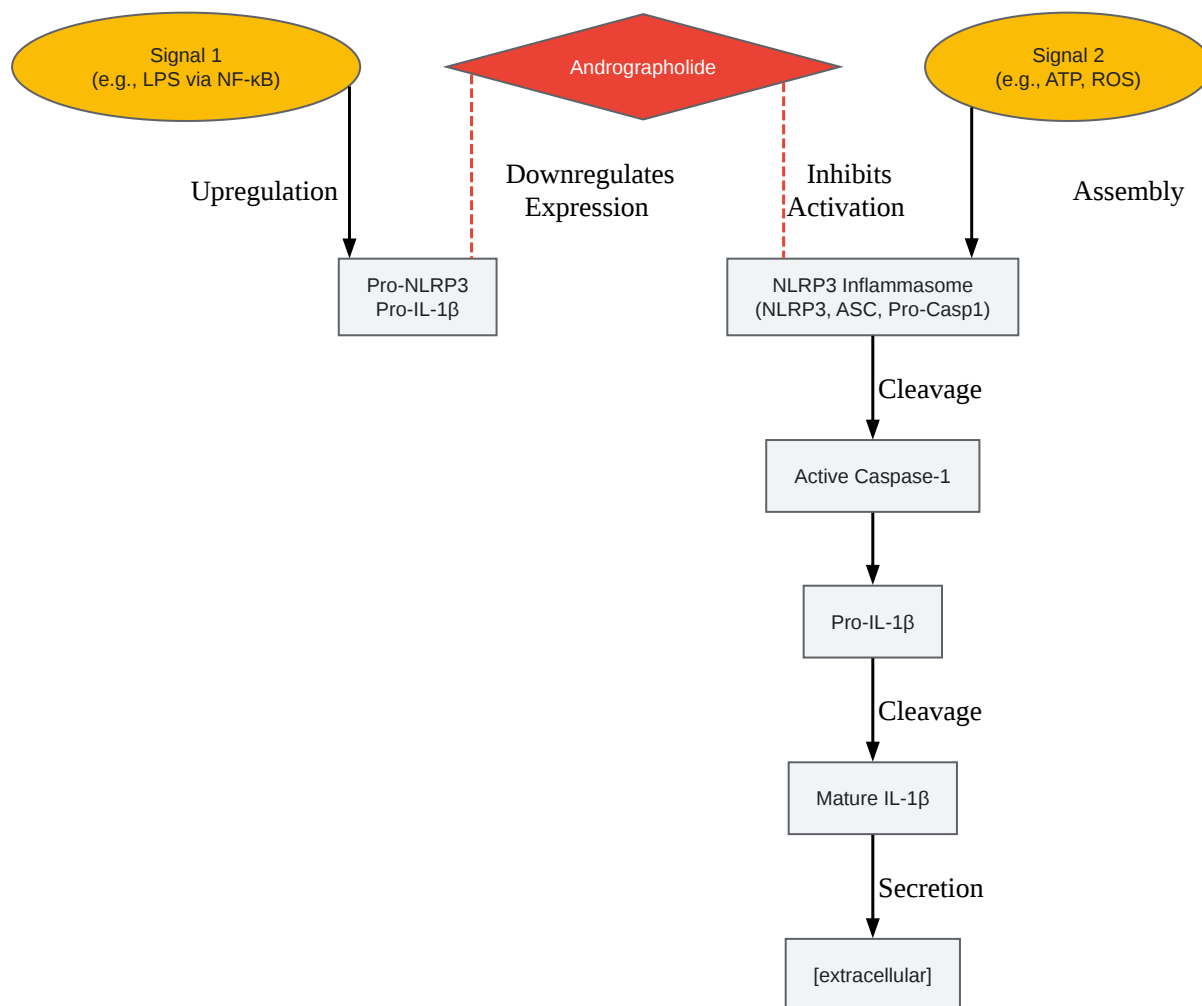 Signal 1
(e.g., LPS via NF-κB)
Andrographolide
Signal 2
(e.g., ATP, ROS)
Upregulation
Downregulates
Expression
Inhibits
Activation
Assembly
Pro-NLRP3
Pro-IL-1β
NLRP3 Inflammasome
(NLRP3, ASC, Pro-Casp1)
Cleavage
Active Caspase-1
Pro-IL-1β
Cleavage
Mature IL-1β
Secretion
[extracellular]